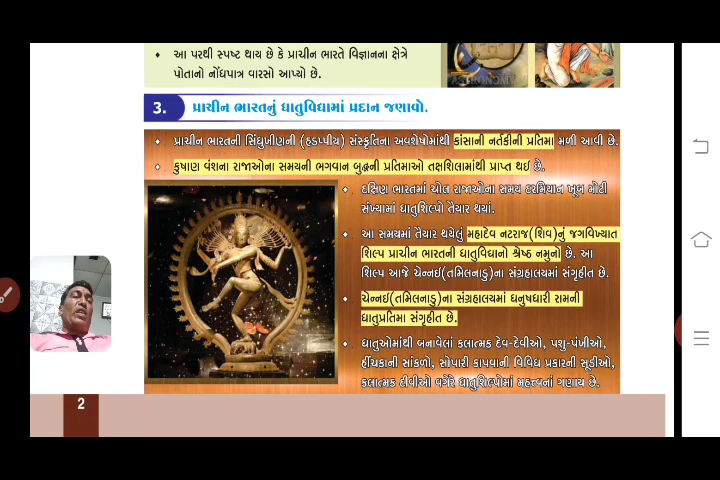 આ પરથી સ્પષ્ટ થાય છે કે પ્રાચીન ભારતે વિજ્ઞાનના ક્ષેત્રે
પોતાનો નોંધપાત્ર વારસો આપ્યો છે.
3. પ્રાચીન ભારતનું ધાતુવિદ્યામાં પ્રદાન જણાવો.
પ્રાચીન ભારતની સિંધુખીણની (હડપ્પીય) સંસ્કૃતિના અવશેષોમાંથી કાંસાની નર્તકીની પ્રતિમા મળી આવી છે.
કુષાણ વંશના રાજાઓના સમયની ભગવાન બુદ્ધની પ્રતિમાઓ તક્ષશિલામાંથી પ્રાપ્ત થઈ છે.
દક્ષિણ ભારતમાં ચોલ રાજાઓના સમય દરમિયાન ખૂબ મોટી
સંખ્યામાં ધાતુશિલ્પો તૈયાર થયાં.
આ સમયમાં તૈયાર થયેલું મહાદેવ નટરાજ(શિવ)નું જગવિખ્યાત
શિલ્પ પ્રાચીન ભારતની ધાતુવિદ્યાનો શ્રેષ્ઠ નમુનો છે. આ
શિલ્પ આજે ચેન્નઈ(તમિલનાડુ)ના સંગ્રહાલયમાં સંગૃહીત છે.
ચેન્નઈ(તમિલનાડુ)ના સંગ્રહાલયમાં ધનુષધારી રામની
ધાતુપ્રતિમા સંગૃહીત છે.
ધાતુઓમાંથી બનાવેલાં કલાત્મક દેવ-દેવીઓ, પશુ-પંખીઓ,
હીંચકાની સાંકળો, સોપારી કાપવાની વિવિધ પ્રકારની સૂડીઓ,
કલાત્મક દીવીઓ વગેરે ધાતુશિલ્પોમાં મહત્ત્વનાં ગણાય છે.
2